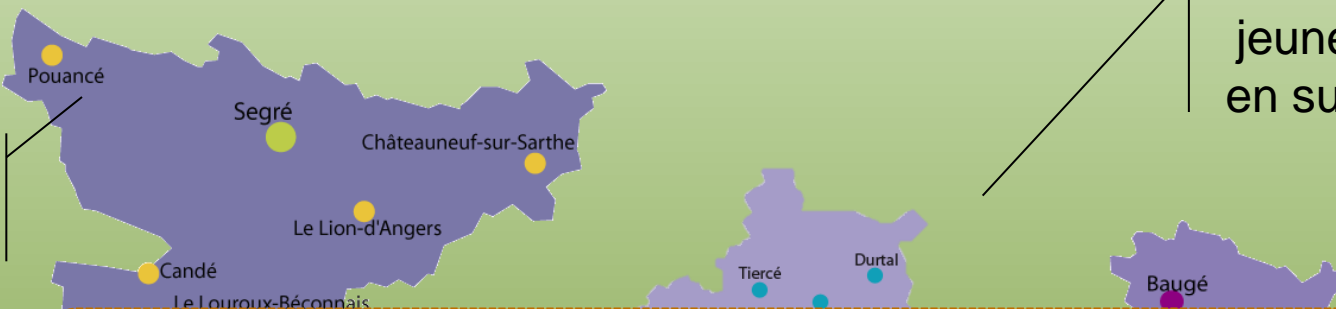 jeune
en su
Pouancé
Segré
Châteauneuf-sur-Sarthe
Le Lion-d'Angers
Candé
Le Louroux-Béconnais
Tiercé
Durtal
Baugé